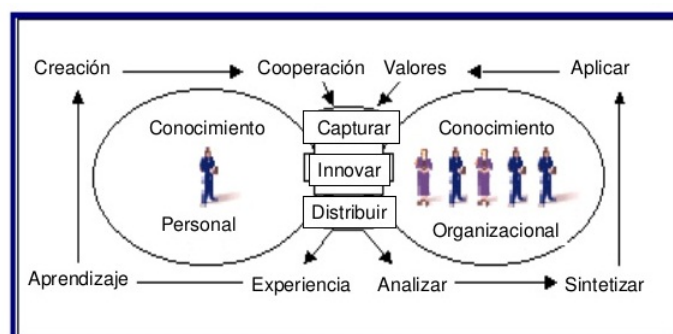 Creación
Cooperación
Valores
Aplicar
Conocimiento
Personal
Capturar
Innovar
Distribuir
Conocimiento
Organizacional
Aprendizaje
Experiencia
Analizar
Sintetizar